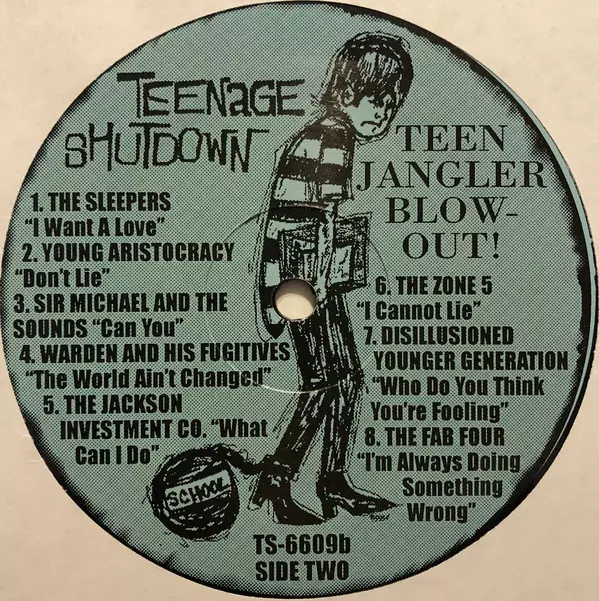 TEENAGE
SHUTDOWN
TEEN
JANGLER
BLOW-
OUT!
1. THE SLEEPERS
"I Want A Love"
2. YOUNG ARISTOCRACY
"Don't Lie"
3. SIR MICHAEL AND THE
SOUNDS "Can You"
4. WARDEN AND HIS FUGITIVES
"The World Ain't Changed"
5. THE JACKSON
INVESTMENT CO. "What
Can I Do"
6. THE ZONE 5
"I Cannot Lie"
7. DISILLUSIONED
YOUNGER GENERATION
"Who Do You Think
You're Fooling"
8. THE FAB FOUR
"I'm Always Doing
Something
Wrong"
SCHOOL
TS-6609b
SIDE TWO